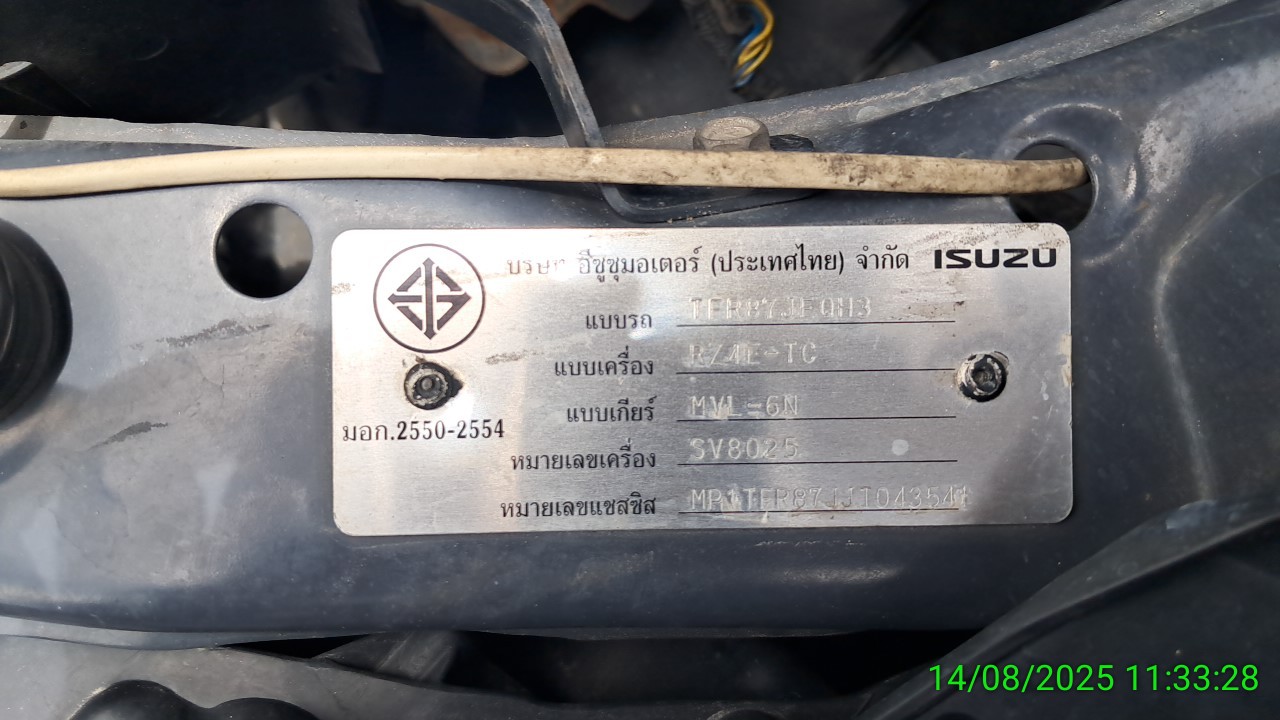 บริษัท อีซูซุมอเตอร์ (ประเทศไทย) จำกัด ISUZU
แบบรถ TFR87JEQH3
แบบเครื่อง RZ4E-TC
แบบเกียร์ MVL-6N
มอก.2550-2554
หมายเลขเครื่อง SV8025
หมายเลขแชสซิส
14/08/2025 11:33:28